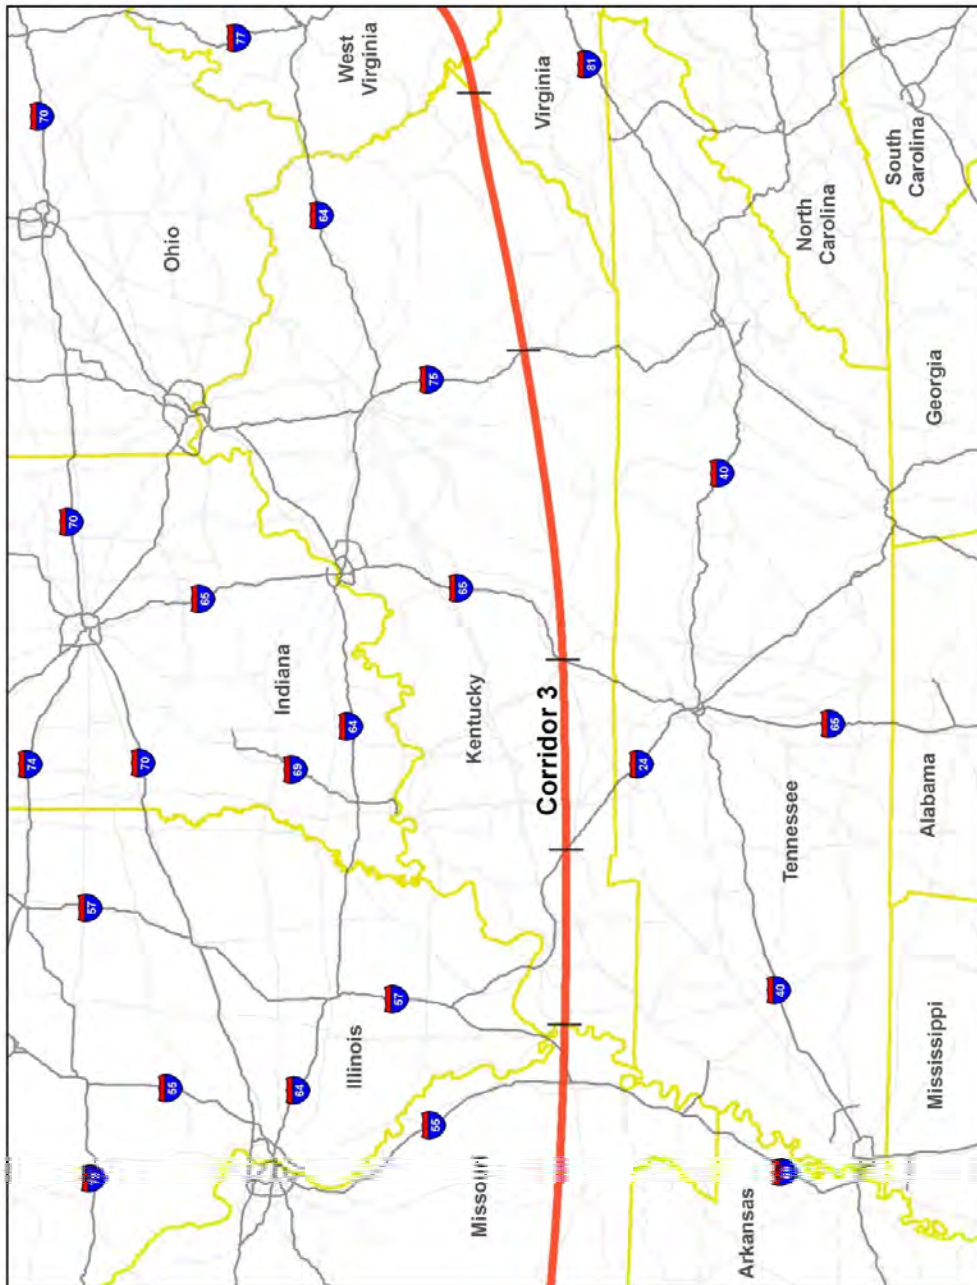 74
70
70
57
70
55
Ohio
65
77
Indiana
69
64
64
64
Illinois
West
Virginia
57
55
75
65
Missouri
Kentucky
Virginia
Corridor 3
81
24
40
Arkansas
40
Tennessee
North
Carolina
65
South
Carolina
Mississippi
Alabama
Georgia